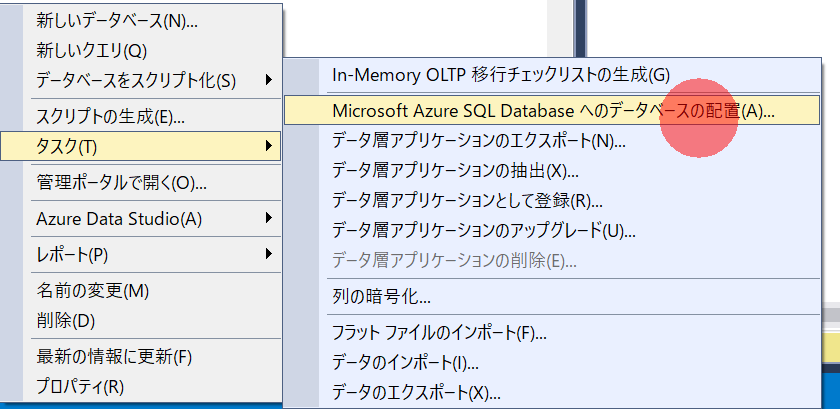 新しいデータベース(N)...
新しいクエリ(Q)
データベースをスクリプト化(S)
スクリプトの生成(E)...
タスク(T)
管理ポータルで開く(O)...
Azure Data Studio(A)
レポート(P)
名前の変更(M)
削除(D)
最新の情報に更新(F)
プロパティ(R)
In-Memory OLTP 移行チェックリストの生成(G)
Microsoft Azure SQL Database へのデータベースの配置(A)...
データ層アプリケーションのエクスポート(N)...
データ層アプリケーションの抽出(X)...
データ層アプリケーションとして登録(R)...
データ層アプリケーションのアップグレード(U)...
データ層アプリケーションの削除(E)...
列の暗号化...
フラット ファイルのインポート(F)...
データのインポート(I)...
データのエクスポート(X)...